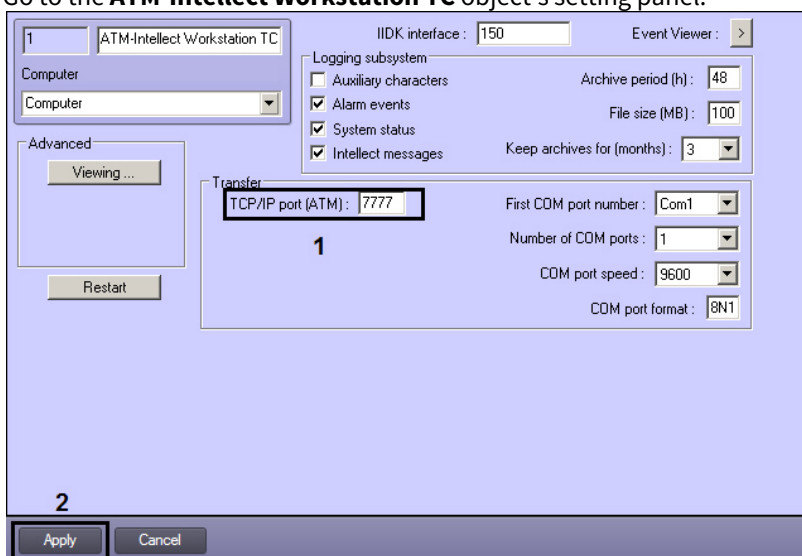 Go to the ATM-Intellect Workstation TC object's setting panel.
1 ATM-Intellect Workstation TC
IIDK interface : 150
Event Viewer : >
Computer
Computer
Logging subsystem
Auxiliary characters
Alarm events
System status
Intellect messages
Archive period (h) : 48
File size (MB) : 100
Keep archives for (months) : 3
Advanced
Viewing ...
Restart
Transfer
TCP/IP port (ATM) : 7777
1
First COM port number : Com1
Number of COM ports : 1
COM port speed : 9600
COM port format : 8N1
2
Apply Cancel